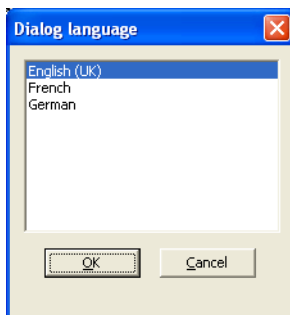 Dialog language
English (UK)
French
German
OK
Cancel